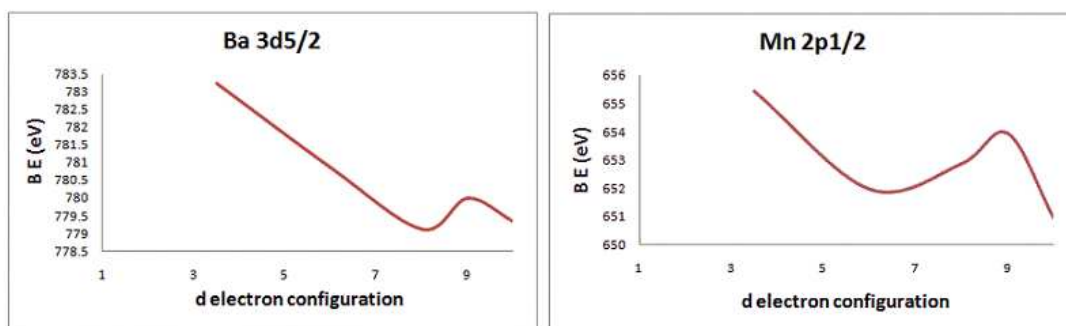 Ba 3d5/2
783.5
783
782.5
782
781.5
781
780.5
780
779.5
779
778.5
B E (eV)
1 3 5 7 9
d electron configuration
Mn 2p1/2
656
655
654
653
652
651
650
B E (eV)
1 3 5 7 9
d electron configuration